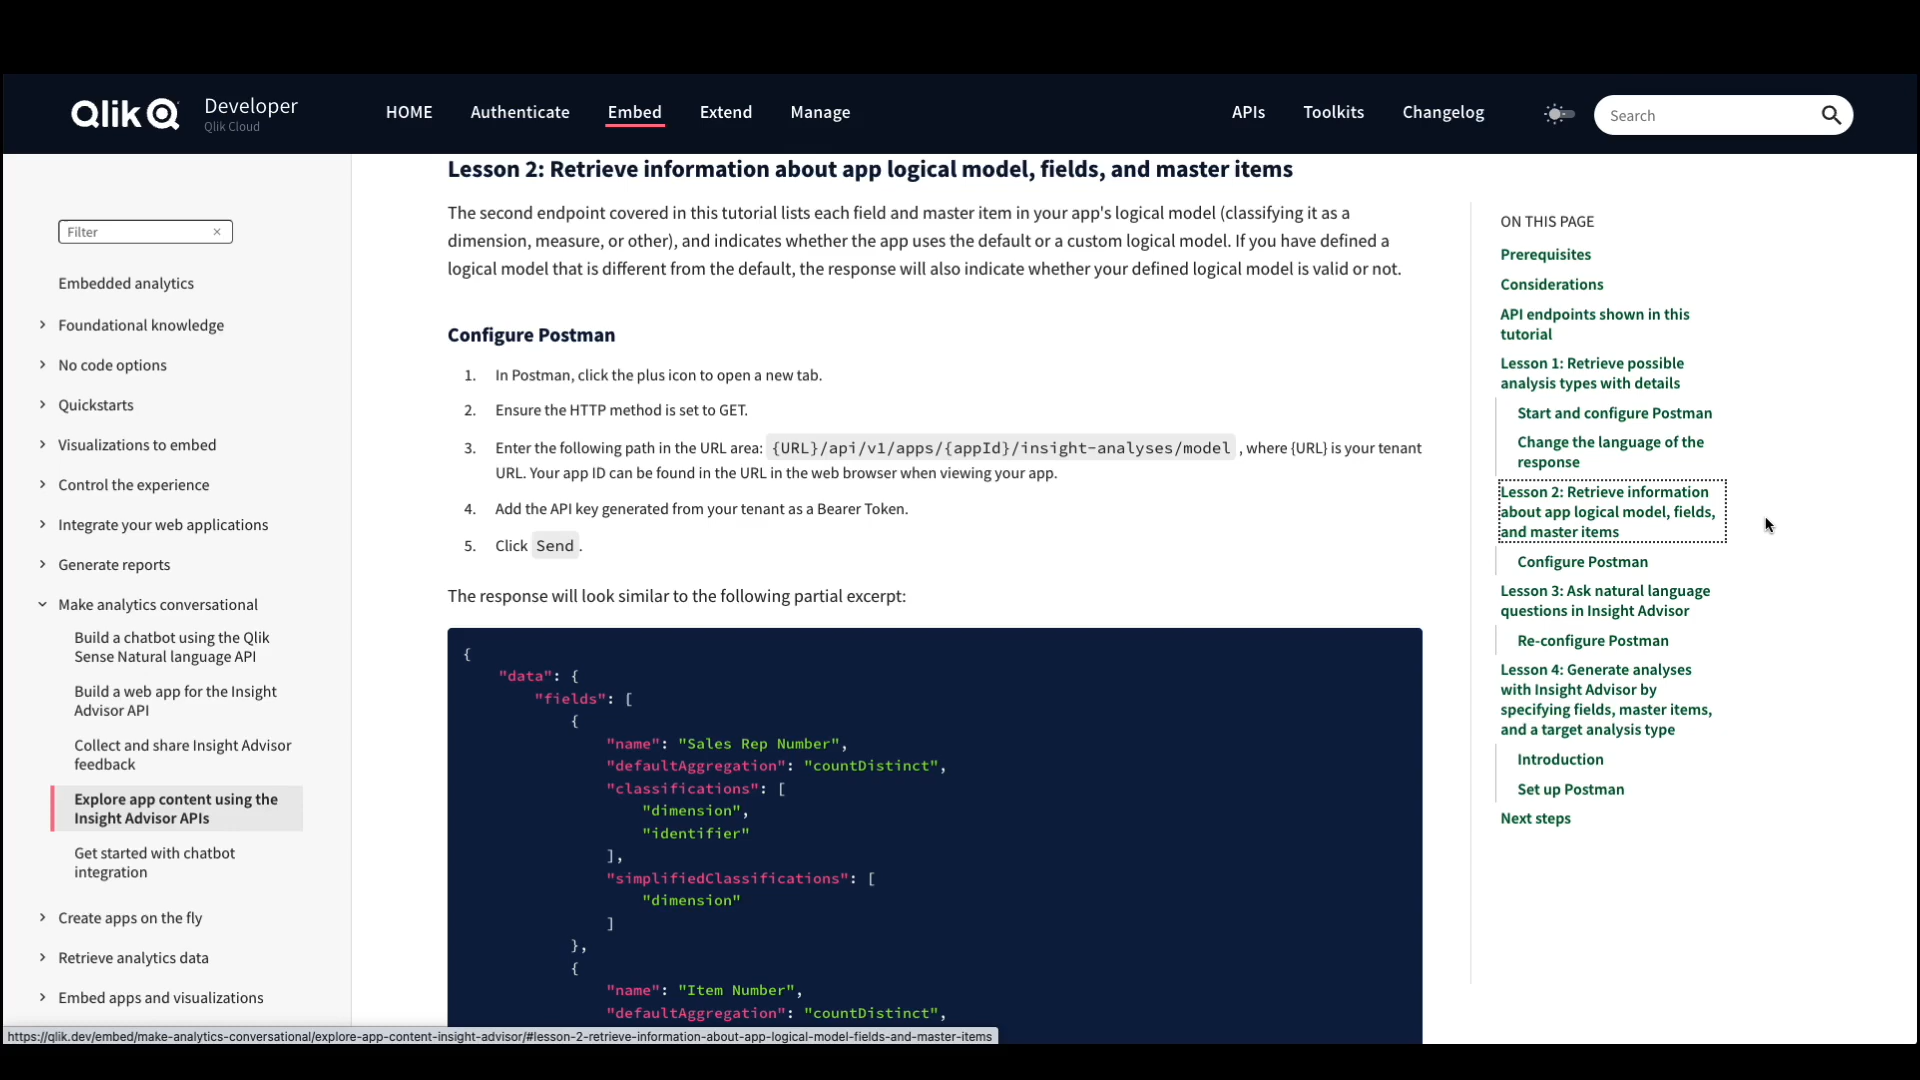 Qlik
Developer
Qlik Cloud
HOME
Authenticate
Embed
Extend
Manage
APIs
Toolkits
Changelog
Search
Filter
Embedded analytics
Foundational knowledge
No code options
Quickstarts
Visualizations to embed
Control the experience
Integrate your web applications
Generate reports
Make analytics conversational
Build a chatbot using the Qlik
Sense Natural language API
Build a web app for the Insight
Advisor API
Collect and share Insight Advisor
feedback
Explore app content using the
Insight Advisor APIs
Get started with chatbot
integration
Create apps on the fly
Retrieve analytics data
Embed apps and visualizations
Lesson 2: Retrieve information about app logical model, fields, and master items
The second endpoint covered in this tutorial lists each field and master item in your app's logical model (classifying it as a
dimension, measure, or other), and indicates whether the app uses the default or a custom logical model. If you have defined a
logical model that is different from the default, the response will also indicate whether your defined logical model is valid or not.
Configure Postman
1. In Postman, click the plus icon to open a new tab.
2. Ensure the HTTP method is set to GET.
3. Enter the following path in the URL area: {URL}/api/v1/apps/{appId}/insight-analyses/model , where {URL} is your tenant
URL. Your app ID can be found in the URL in the web browser when viewing your app.
4. Add the API key generated from your tenant as a Bearer Token.
5. Click Send .
The response will look similar to the following partial excerpt:
{
"data": {
"fields": [
{
"name": "Sales Rep Number",
"defaultAggregation": "countDistinct",
"classifications": [
"dimension",
"identifier"
],
"simplifiedClassifications": [
"dimension"
]
},
{
"name": "Item Number",
"defaultAggregation": "countDistinct",
ON THIS PAGE
Prerequisites
Considerations
API endpoints shown in this
tutorial
Lesson 1: Retrieve possible
analysis types with details
Start and configure Postman
Change the language of the
response
Lesson 2: Retrieve information
about app logical model, fields,
and master items
Configure Postman
Lesson 3: Ask natural language
questions in Insight Advisor
Re-configure Postman
Lesson 4: Generate analyses
with Insight Advisor by
specifying fields, master items,
and a target analysis type
Introduction
Set up Postman
Next steps
https://qlik.dev/embed/make-analytics-conversational/explore-app-content-insight-advisor/#lesson-2-retrieve-information-about-app-logical-model-fields-and-master-items